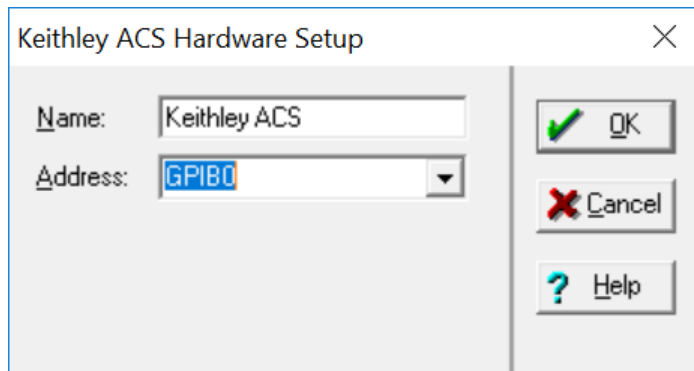 Keithley ACS Hardware Setup
Name: Keithley ACS
Address: GPIB0
OK
Cancel
Help